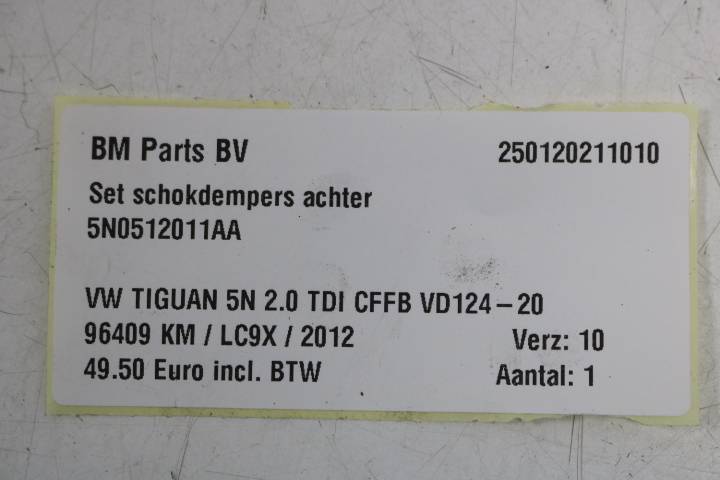 BM Parts BV 250120211010
Set schokdempers achter
5N0512011AA
VW TIGUAN 5N 2.0 TDI CFFB VD124-20
96409 KM / LC9X / 2012 Verz: 10
49.50 Euro incl. BTW Aantal: 1